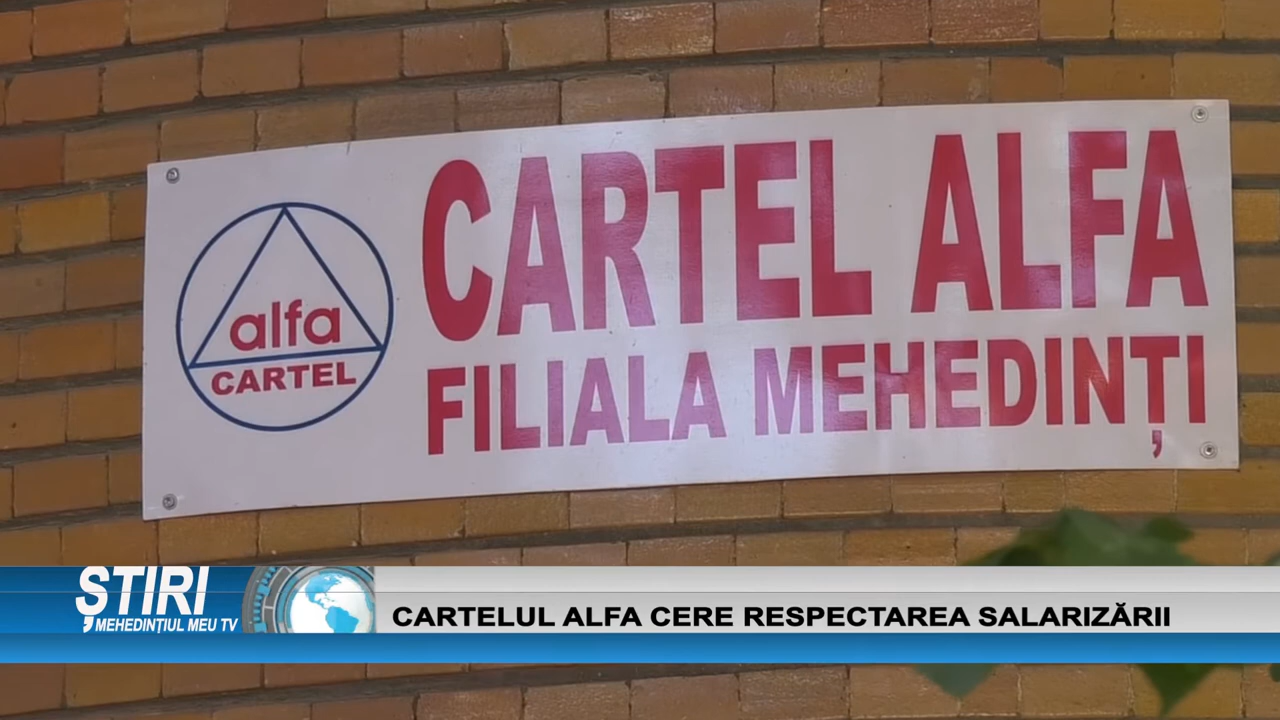 CARTEL ALFA
FILIALA MEHEDINȚI
alfa
CARTEL
ȘTIRI
MEHEDINȚIUL MEU TV
CARTELUL ALFA CERE RESPECTAREA SALARIZĂRII